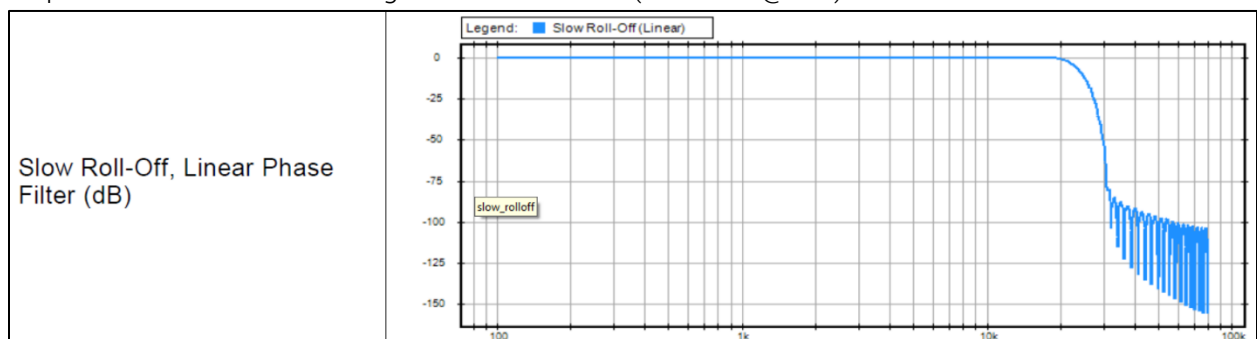 Legend: Slow Roll-Off (Linear)
0
-25
-50
-75
-100
-125
-150
slow_rolloff
100 1k 10k 100k
Slow Roll-Off, Linear Phase
Filter (dB)